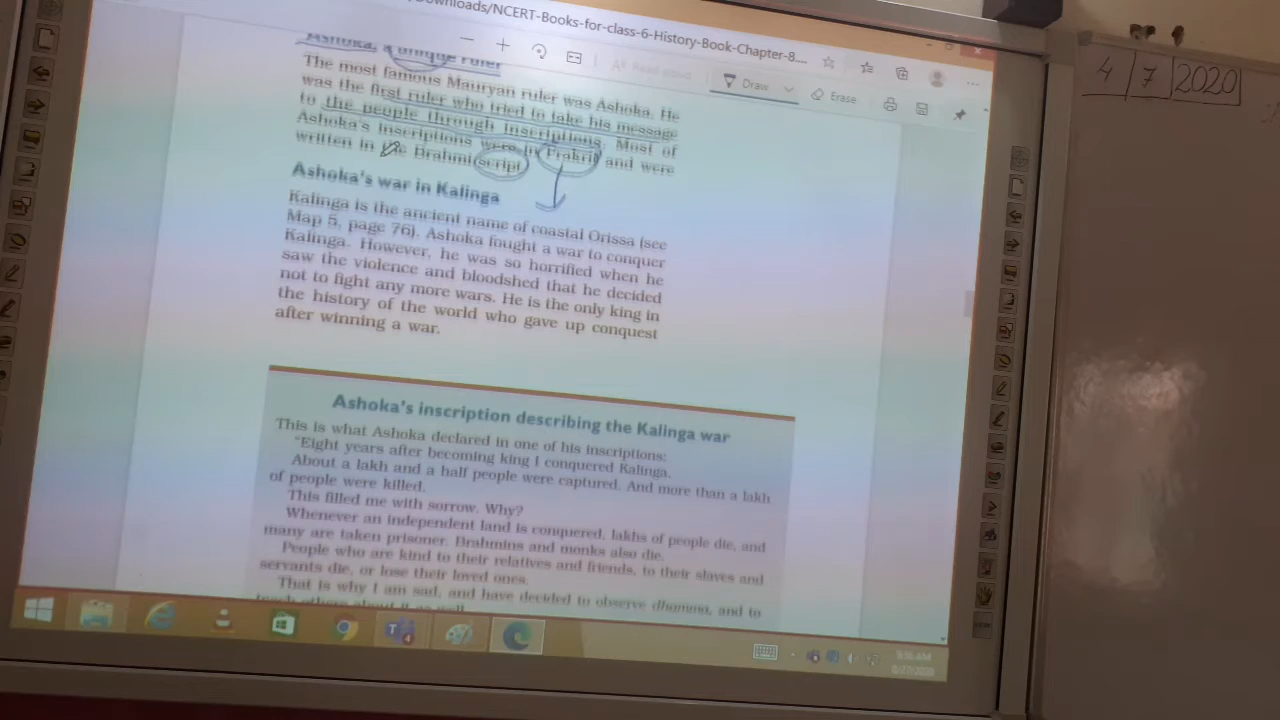 Downloads/NCERT-Books-for-class-6-History-Book-Chapter-8....
Draw
Erase
4 7 2020
Ashoka, a unique ruler
The most famous Mauryan ruler was Ashoka. He
was the first ruler who tried to take his message
to the people through inscriptions. Most of
Ashoka's inscriptions were in Prakrit and were
written in the Brahmi script.
Ashoka's war in Kalinga
Kalinga is the ancient name of coastal Orissa (see
Map 5, page 76). Ashoka fought a war to conquer
Kalinga. However, he was so horrified when he
saw the violence and bloodshed that he decided
not to fight any more wars. He is the only king in
the history of the world who gave up conquest
after winning a war.
Ashoka's inscription describing the Kalinga war
This is what Ashoka declared in one of his inscriptions:
"Eight years after becoming king I conquered Kalinga.
About a lakh and a half people were captured. And more than a lakh
of people were killed.
This filled me with sorrow. Why?
Whenever an independent land is conquered, lakhs of people die, and
many are taken prisoner. Brahmins and monks also die.
People who are kind to their relatives and friends, to their slaves and
servants die, or lose their loved ones.
That is why I am sad, and have decided to observe dhamma, and to
teach others about it as well.